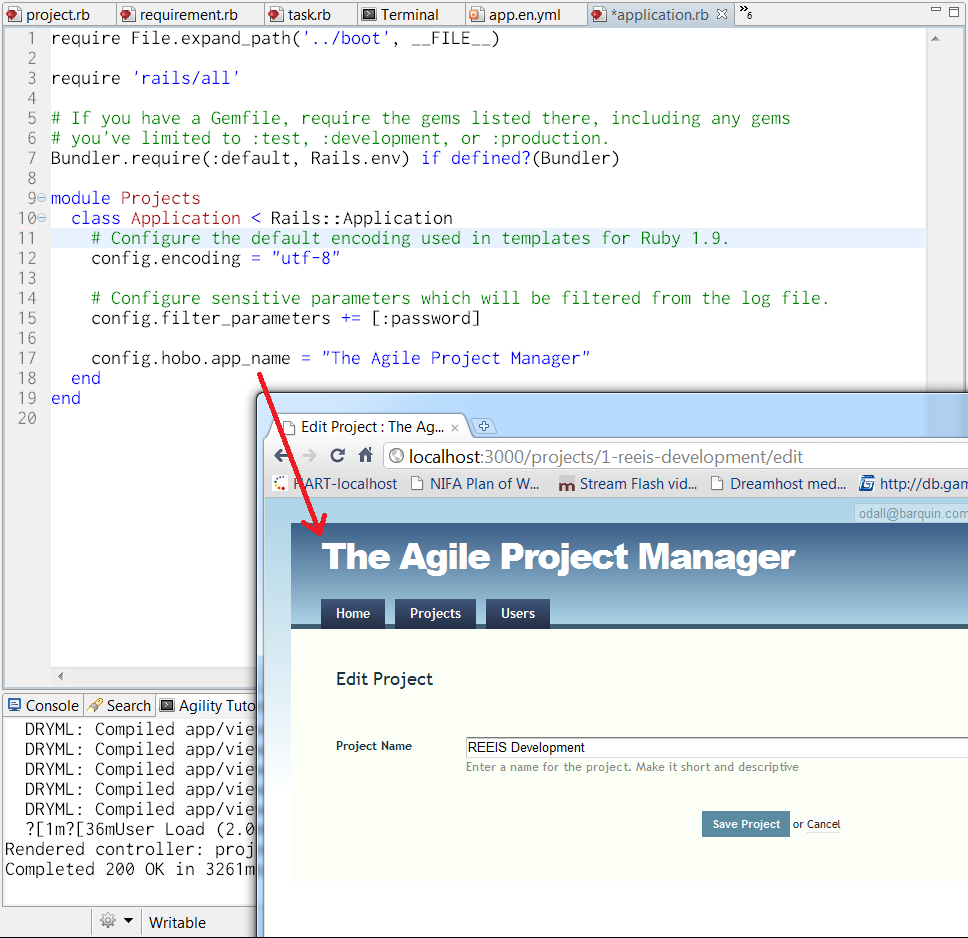 project.rb requirement.rb task.rb Terminal app.en.yml *application.rb »6
1 require File.expand_path('../boot', __FILE__)
2
3 require 'rails/all'
4
5 # If you have a Gemfile, require the gems listed there, including any gems
6 # you've limited to :test, :development, or :production.
7 Bundler.require(:default, Rails.env) if defined?(Bundler)
8
9 module Projects
10 class Application < Rails::Application
11 # Configure the default encoding used in templates for Ruby 1.9.
12 config.encoding = "utf-8"
13
14 # Configure sensitive parameters which will be filtered from the log file.
15 config.filter_parameters += [:password]
16
17 config.hobo.app_name = "The Agile Project Manager"
18 end
19 end
20
Edit Project : The Ag...
localhost:3000/projects/1-reeis-development/edit
ART-localhost NIFA Plan of W... Stream Flash vid... Dreamhost med... http://db.gam
odall@barquin.com
The Agile Project Manager
Home Projects Users
Edit Project
Project Name REEIS Development
Enter a name for the project. Make it short and descriptive
Save Project or Cancel
Console Search Agility Tuto
DRYML: Compiled app/vie
DRYML: Compiled app/vie
DRYML: Compiled app/vie
DRYML: Compiled app/vie
DRYML: Compiled app/vie
?[1m?[36mUser Load (2.0
Rendered controller: proj
Completed 200 OK in 3261m
Writable